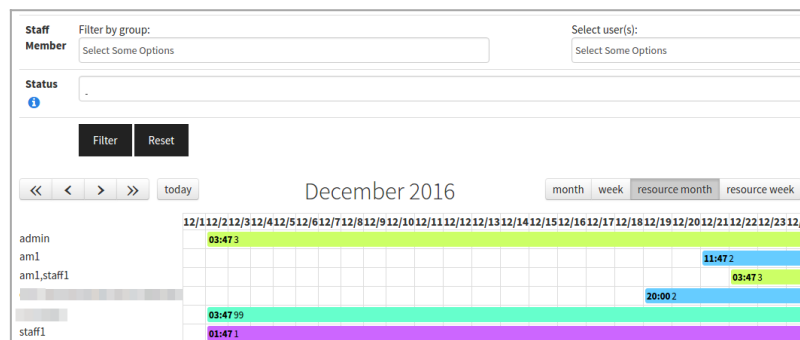 Staff Member
Filter by group:
Select user(s):
Select Some Options
Select Some Options
Status
-
Filter
Reset
today
December 2016
month
week
resource month
resource week
12/1 12/2 12/3 12/4 12/5 12/6 12/7 12/8 12/9 12/10 12/11 12/12 12/13 12/14 12/15 12/16 12/17 12/18 12/19 12/20 12/21 12/22 12/23 12/
admin
03:47 3
am1
11:47 2
am1,staff1
03:47 3
20:00 2
03:47 99
staff1
01:47 1